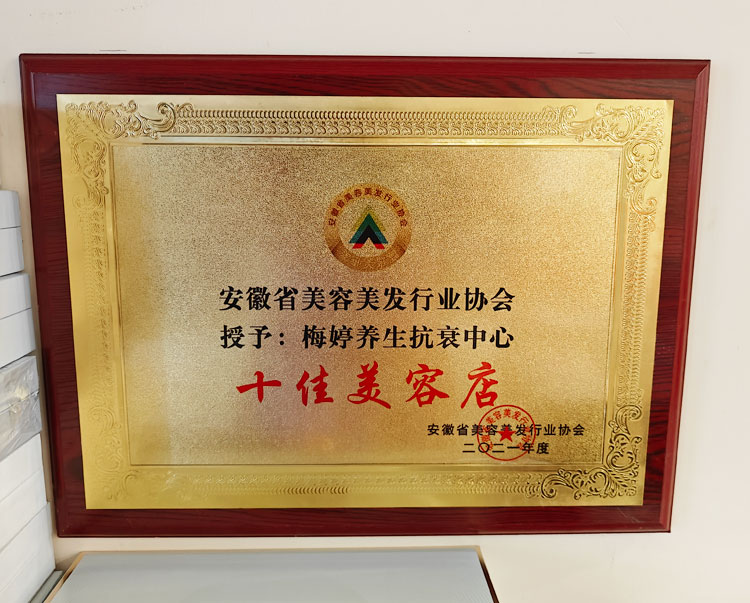 安徽省美容美发行业协会
安徽省美容美发行业协会
授予：梅婷养生抗衰中心
十佳美容店
安徽省美容美发行业协会
二〇二一年度